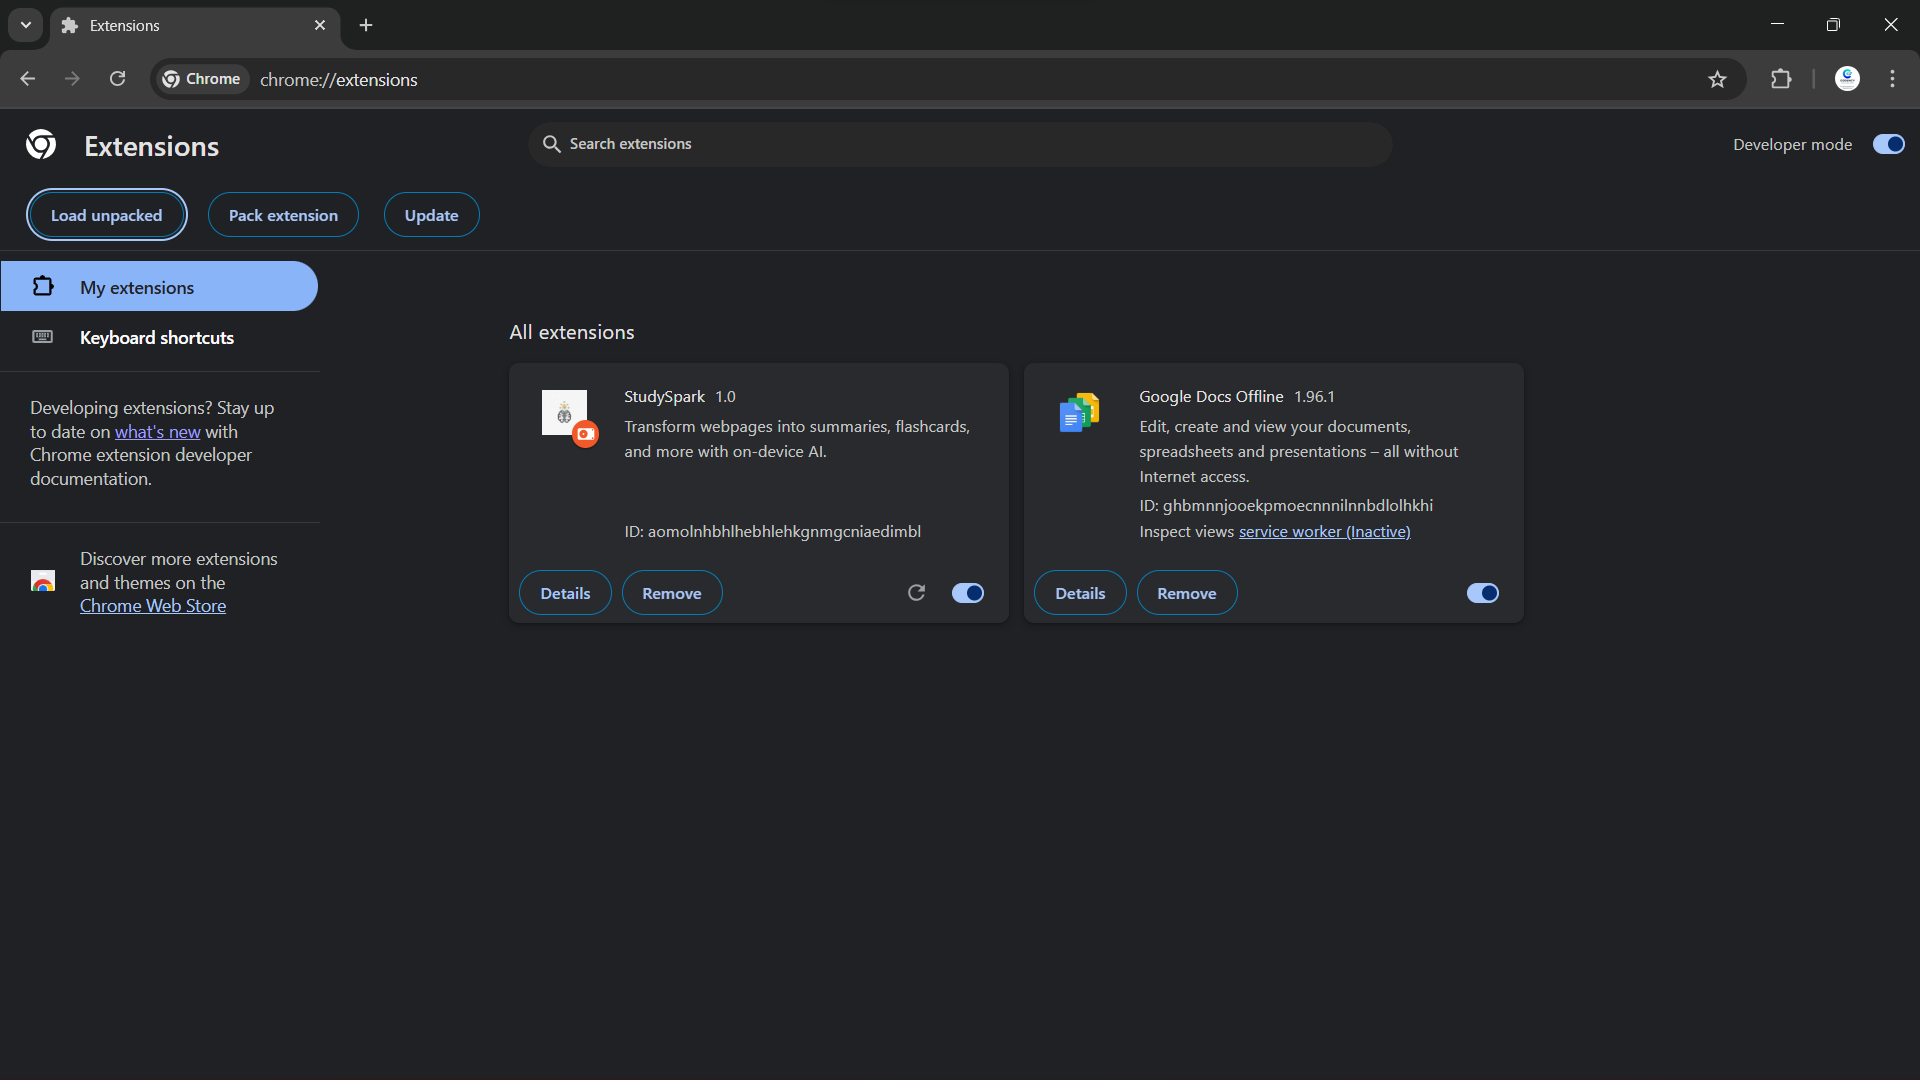 Extensions
Chrome
chrome://extensions
Extensions
Search extensions
Developer mode
Load unpacked
Pack extension
Update
My extensions
Keyboard shortcuts
Developing extensions? Stay up
to date on what's new with
Chrome extension developer
documentation.
Discover more extensions
and themes on the
Chrome Web Store
All extensions
StudySpark 1.0
Transform webpages into summaries, flashcards,
and more with on-device AI.
ID: aomolnhbhlhebhlehkgnmgcniaedimbl
Details
Remove
Google Docs Offline 1.96.1
Edit, create and view your documents,
spreadsheets and presentations – all without
Internet access.
ID: ghbmnnjooekpmoecnnnilnnbdlolhkhi
Inspect views service worker (Inactive)
Details
Remove